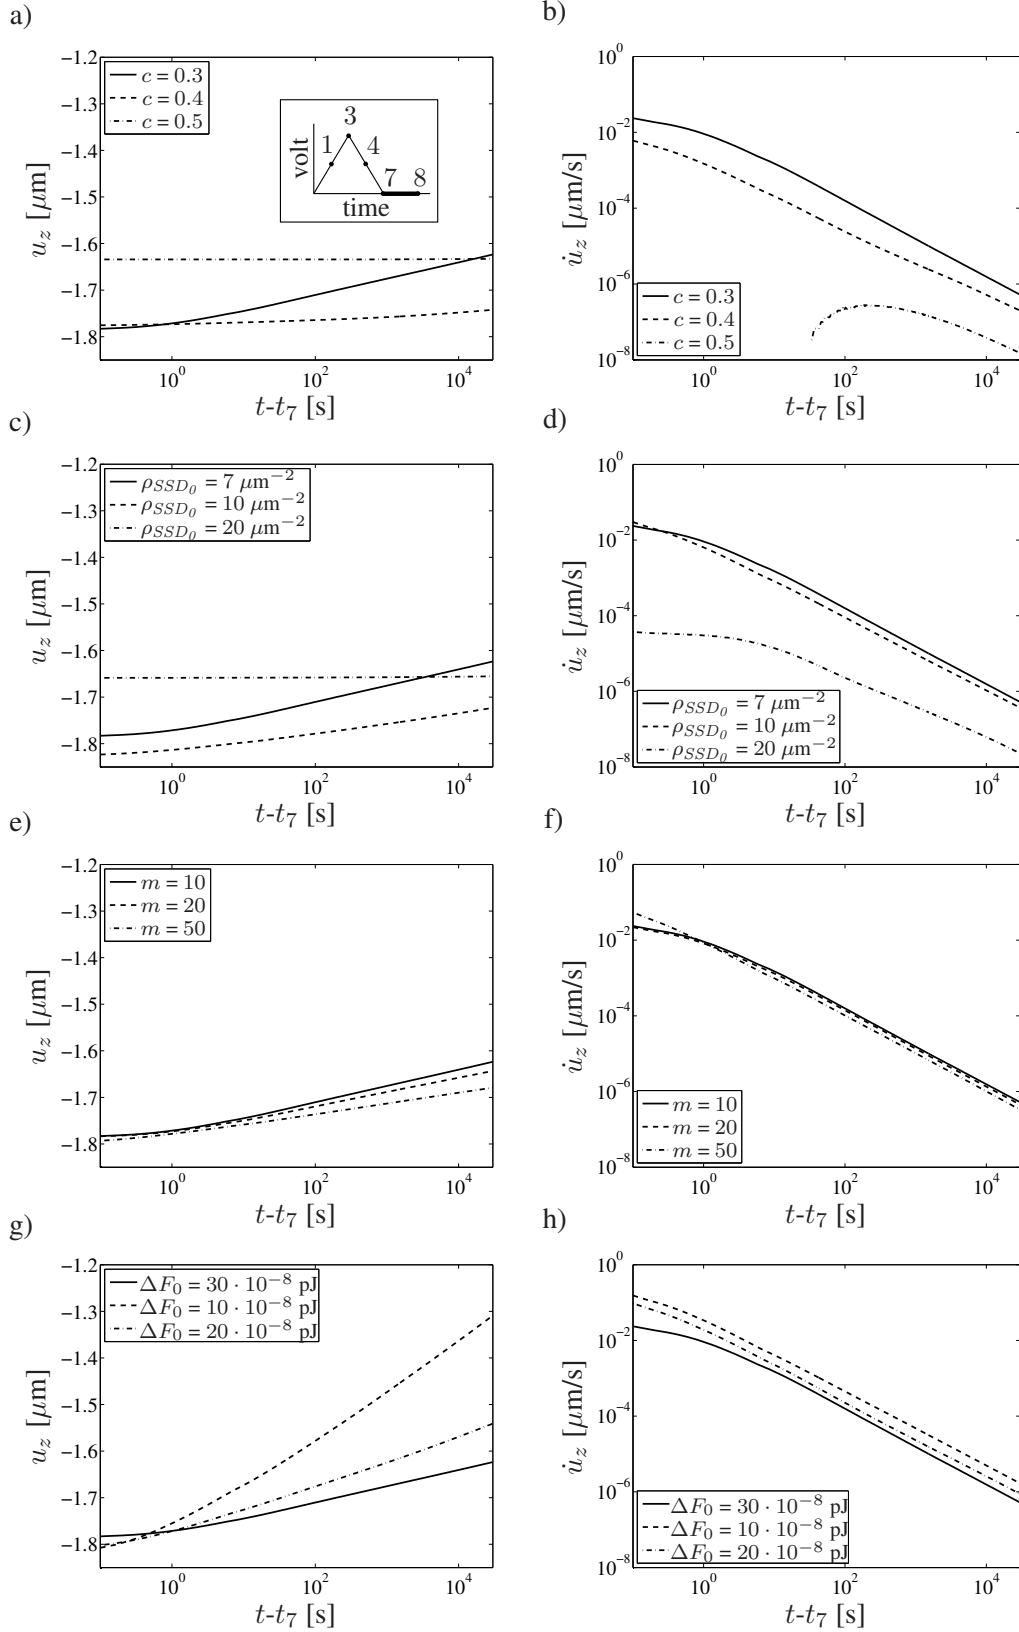 a)
−1.2
−1.3
−1.4
−1.5
−1.6
−1.7
−1.8
u_z [μm]
c = 0.3
c = 0.4
c = 0.5
volt
1
3
4
7
8
time
10^0
10^2
10^4
t-t_7 [s]
b)
10^0
10^−2
10^−4
10^−6
10^−8
u̇_z [μm/s]
c = 0.3
c = 0.4
c = 0.5
10^0
10^2
10^4
t-t_7 [s]
c)
−1.2
−1.3
−1.4
−1.5
−1.6
−1.7
−1.8
u_z [μm]
ρ_SSD_0 = 7 μm^−2
ρ_SSD_0 = 10 μm^−2
ρ_SSD_0 = 20 μm^−2
10^0
10^2
10^4
t-t_7 [s]
d)
10^0
10^−2
10^−4
10^−6
10^−8
u̇_z [μm/s]
ρ_SSD_0 = 7 μm^−2
ρ_SSD_0 = 10 μm^−2
ρ_SSD_0 = 20 μm^−2
10^0
10^2
10^4
t-t_7 [s]
e)
−1.2
−1.3
−1.4
−1.5
−1.6
−1.7
−1.8
u_z [μm]
m = 10
m = 20
m = 50
10^0
10^2
10^4
t-t_7 [s]
f)
10^0
10^−2
10^−4
10^−6
10^−8
u̇_z [μm/s]
m = 10
m = 20
m = 50
10^0
10^2
10^4
t-t_7 [s]
g)
−1.2
−1.3
−1.4
−1.5
−1.6
−1.7
−1.8
u_z [μm]
ΔF_0 = 30 · 10^−8 pJ
ΔF_0 = 10 · 10^−8 pJ
ΔF_0 = 20 · 10^−8 pJ
10^0
10^2
10^4
t-t_7 [s]
h)
10^0
10^−2
10^−4
10^−6
10^−8
u̇_z [μm/s]
ΔF_0 = 30 · 10^−8 pJ
ΔF_0 = 10 · 10^−8 pJ
ΔF_0 = 20 · 10^−8 pJ
10^0
10^2
10^4
t-t_7 [s]